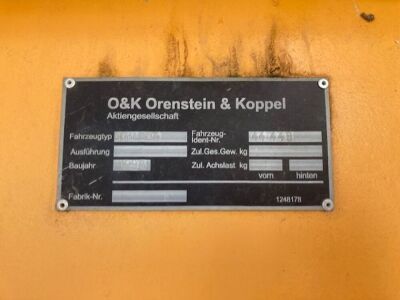 O&K Orenstein & Koppel
Aktiengesellschaft
Fahrzeugtyp Fahrzeug-
Ident-Nr.
Ausführung Zul.Ges.Gew. kg
Baujahr Zul. Achslast kg
vorn hinten
Fabrik-Nr. 1248178